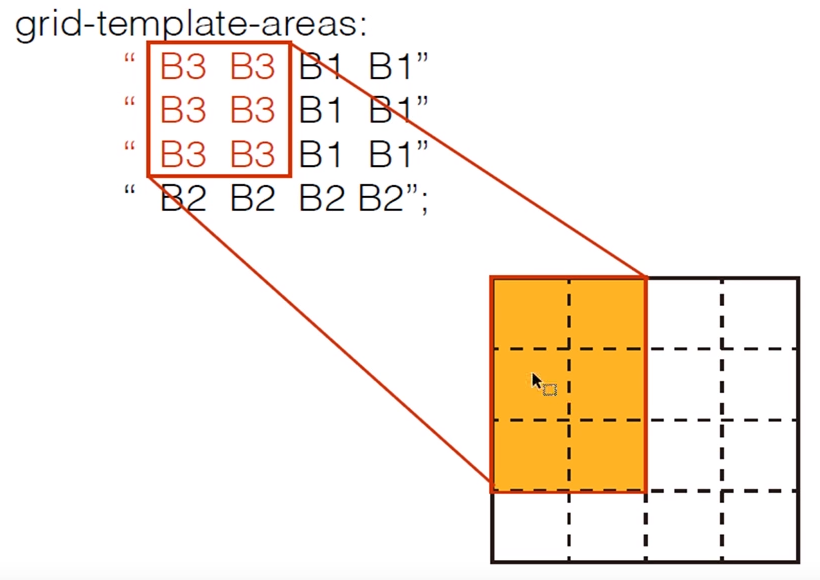 grid-template-areas:
“ B3 B3 B1 B1”
“ B3 B3 B1 B1”
“ B3 B3 B1 B1”
“ B2 B2 B2 B2”;